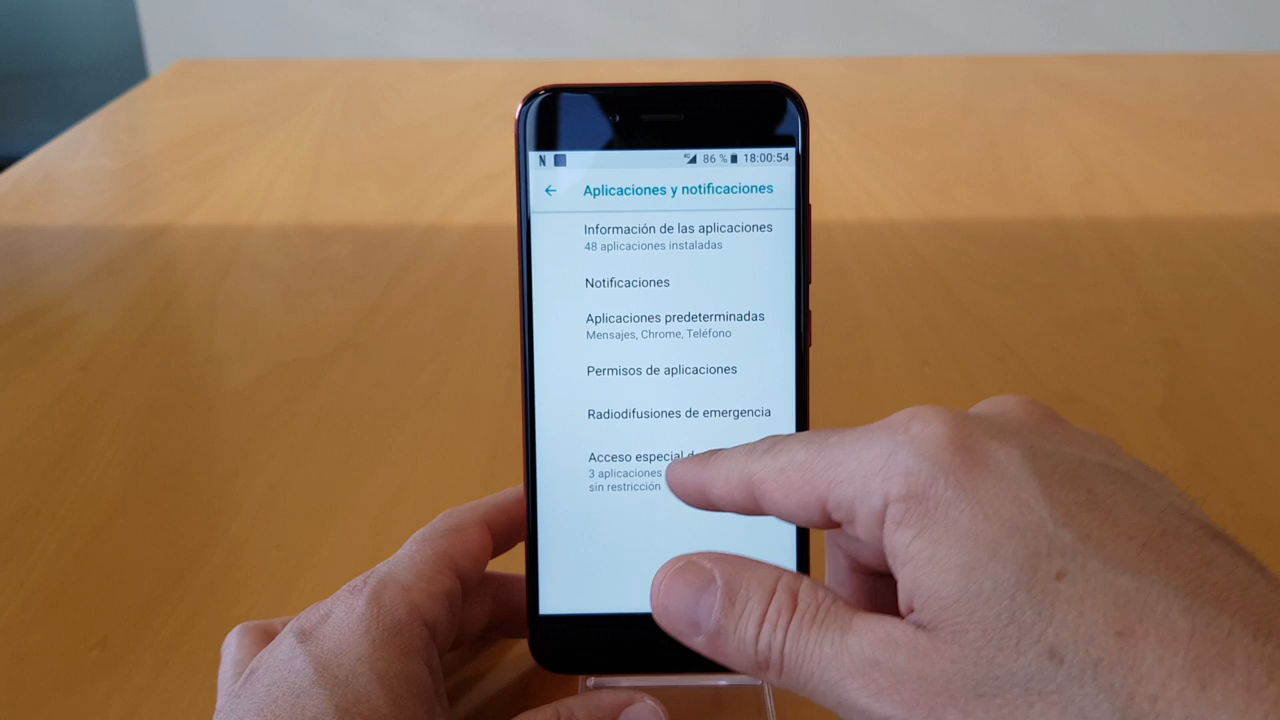 86 % 18:00:54
Aplicaciones y notificaciones
Información de las aplicaciones
48 aplicaciones instaladas
Notificaciones
Aplicaciones predeterminadas
Mensajes, Chrome, Teléfono
Permisos de aplicaciones
Radiodifusiones de emergencia
Acceso especial
3 aplicaciones
sin restricción